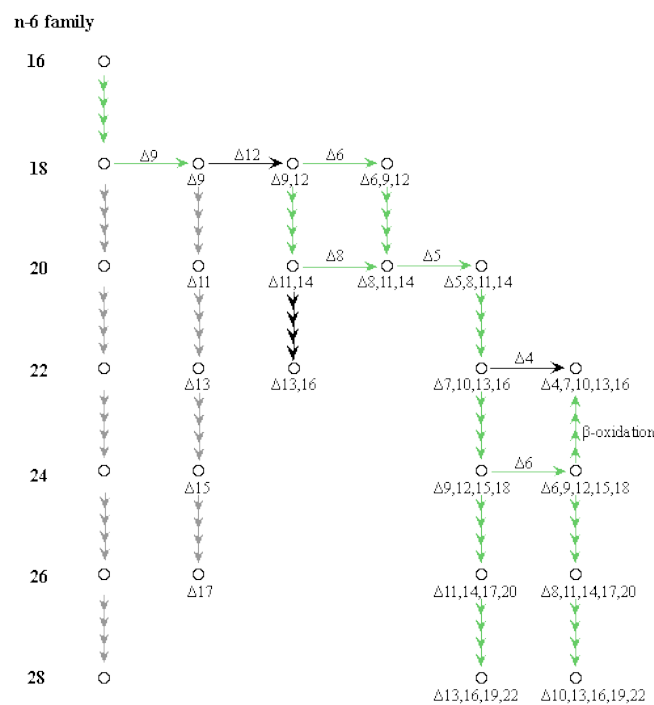 n-6 family
16
Δ9 Δ12 Δ6
18
Δ9 Δ9,12 Δ6,9,12
Δ8 Δ5
20
Δ11 Δ11,14 Δ8,11,14 Δ5,8,11,14
Δ4
22
Δ13 Δ13,16 Δ7,10,13,16 Δ4,7,10,13,16
β-oxidation
Δ6
24
Δ15 Δ9,12,15,18 Δ6,9,12,15,18
26
Δ17 Δ11,14,17,20 Δ8,11,14,17,20
28
Δ13,16,19,22 Δ10,13,16,19,22